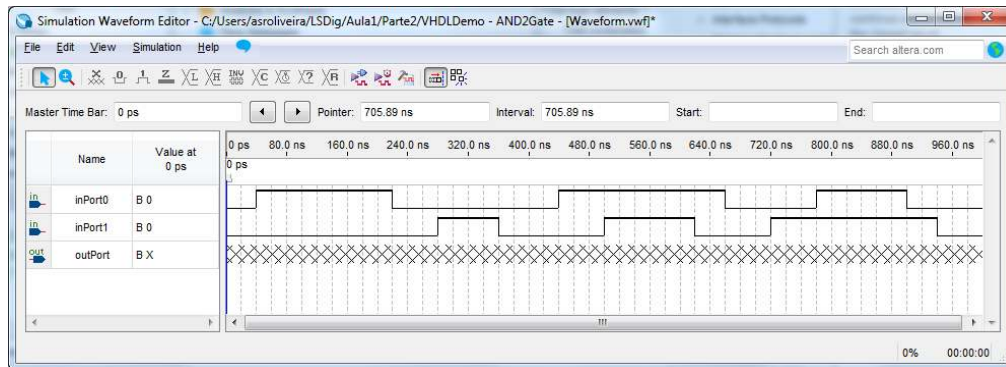 Simulation Waveform Editor - C:/Users/asroliveira/LSDig/Aula1/Parte2/VHDLDemo - AND2Gate - [Waveform.vwf]*
File Edit View Simulation Help
Search altera.com
Master Time Bar: 0 ps Pointer: 705.89 ns Interval: 705.89 ns Start: End:
Name Value at 0 ps
0 ps 80.0 ns 160.0 ns 240.0 ns 320.0 ns 400.0 ns 480.0 ns 560.0 ns 640.0 ns 720.0 ns 800.0 ns 880.0 ns 960.0 ns
0 ps
in inPort0 B 0
in inPort1 B 0
out outPort B X
0% 00:00:00